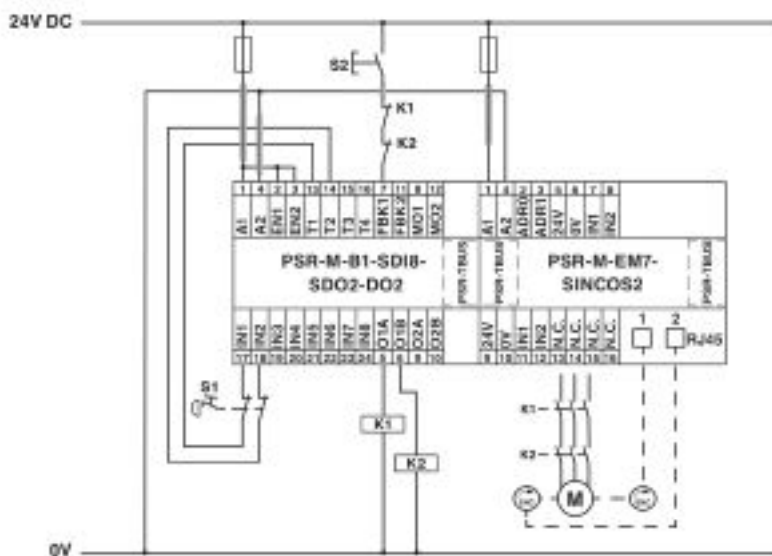 24V DC
S2
K1
K2
1 4 2 3 13 14 15 16 7 11 8 12
A1 A2 EN1 EN2 T1 T2 T3 T4 FBK1 FBK2 MO1 MO2
1 4 2 3 5 6 7 8
A1 A2 ADR0 ADR1 24V 0V IN1 IN2
PSR-M-B1-SDI8-
SDO2-DO2
PSR-TBUS
PSR-TBUS
PSR-M-EM7-
SINCOS2
PSR-TBUS
IN1 IN2 IN3 IN4 IN5 IN6 IN7 IN8 O1A O1B O2A O2B
17 18 19 20 21 22 23 24 5 6 9 10
24V 0V IN1 IN2 N.C. N.C. N.C. N.C.
9 10 11 12 13 14 15 16
1 2
RJ45
S1
K1
K2
K1
K2
M
0V